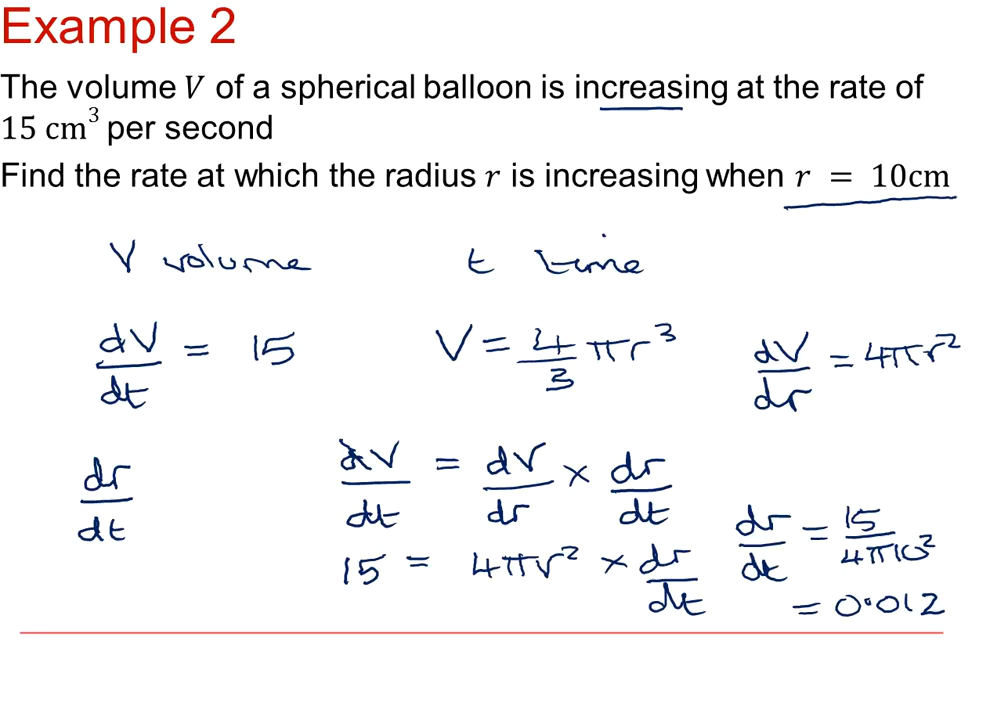 Example 2
The volume V of a spherical balloon is increasing at the rate of
15 cm³ per second
Find the rate at which the radius r is increasing when r = 10cm
V volume t time
dV/dt = 15 V = 4/3 πr³ dV/dr = 4πr²
dr/dt dV/dt = dV/dr × dr/dt
15 = 4πr² × dr/dt dr/dt = 15/4π10²
= 0.012